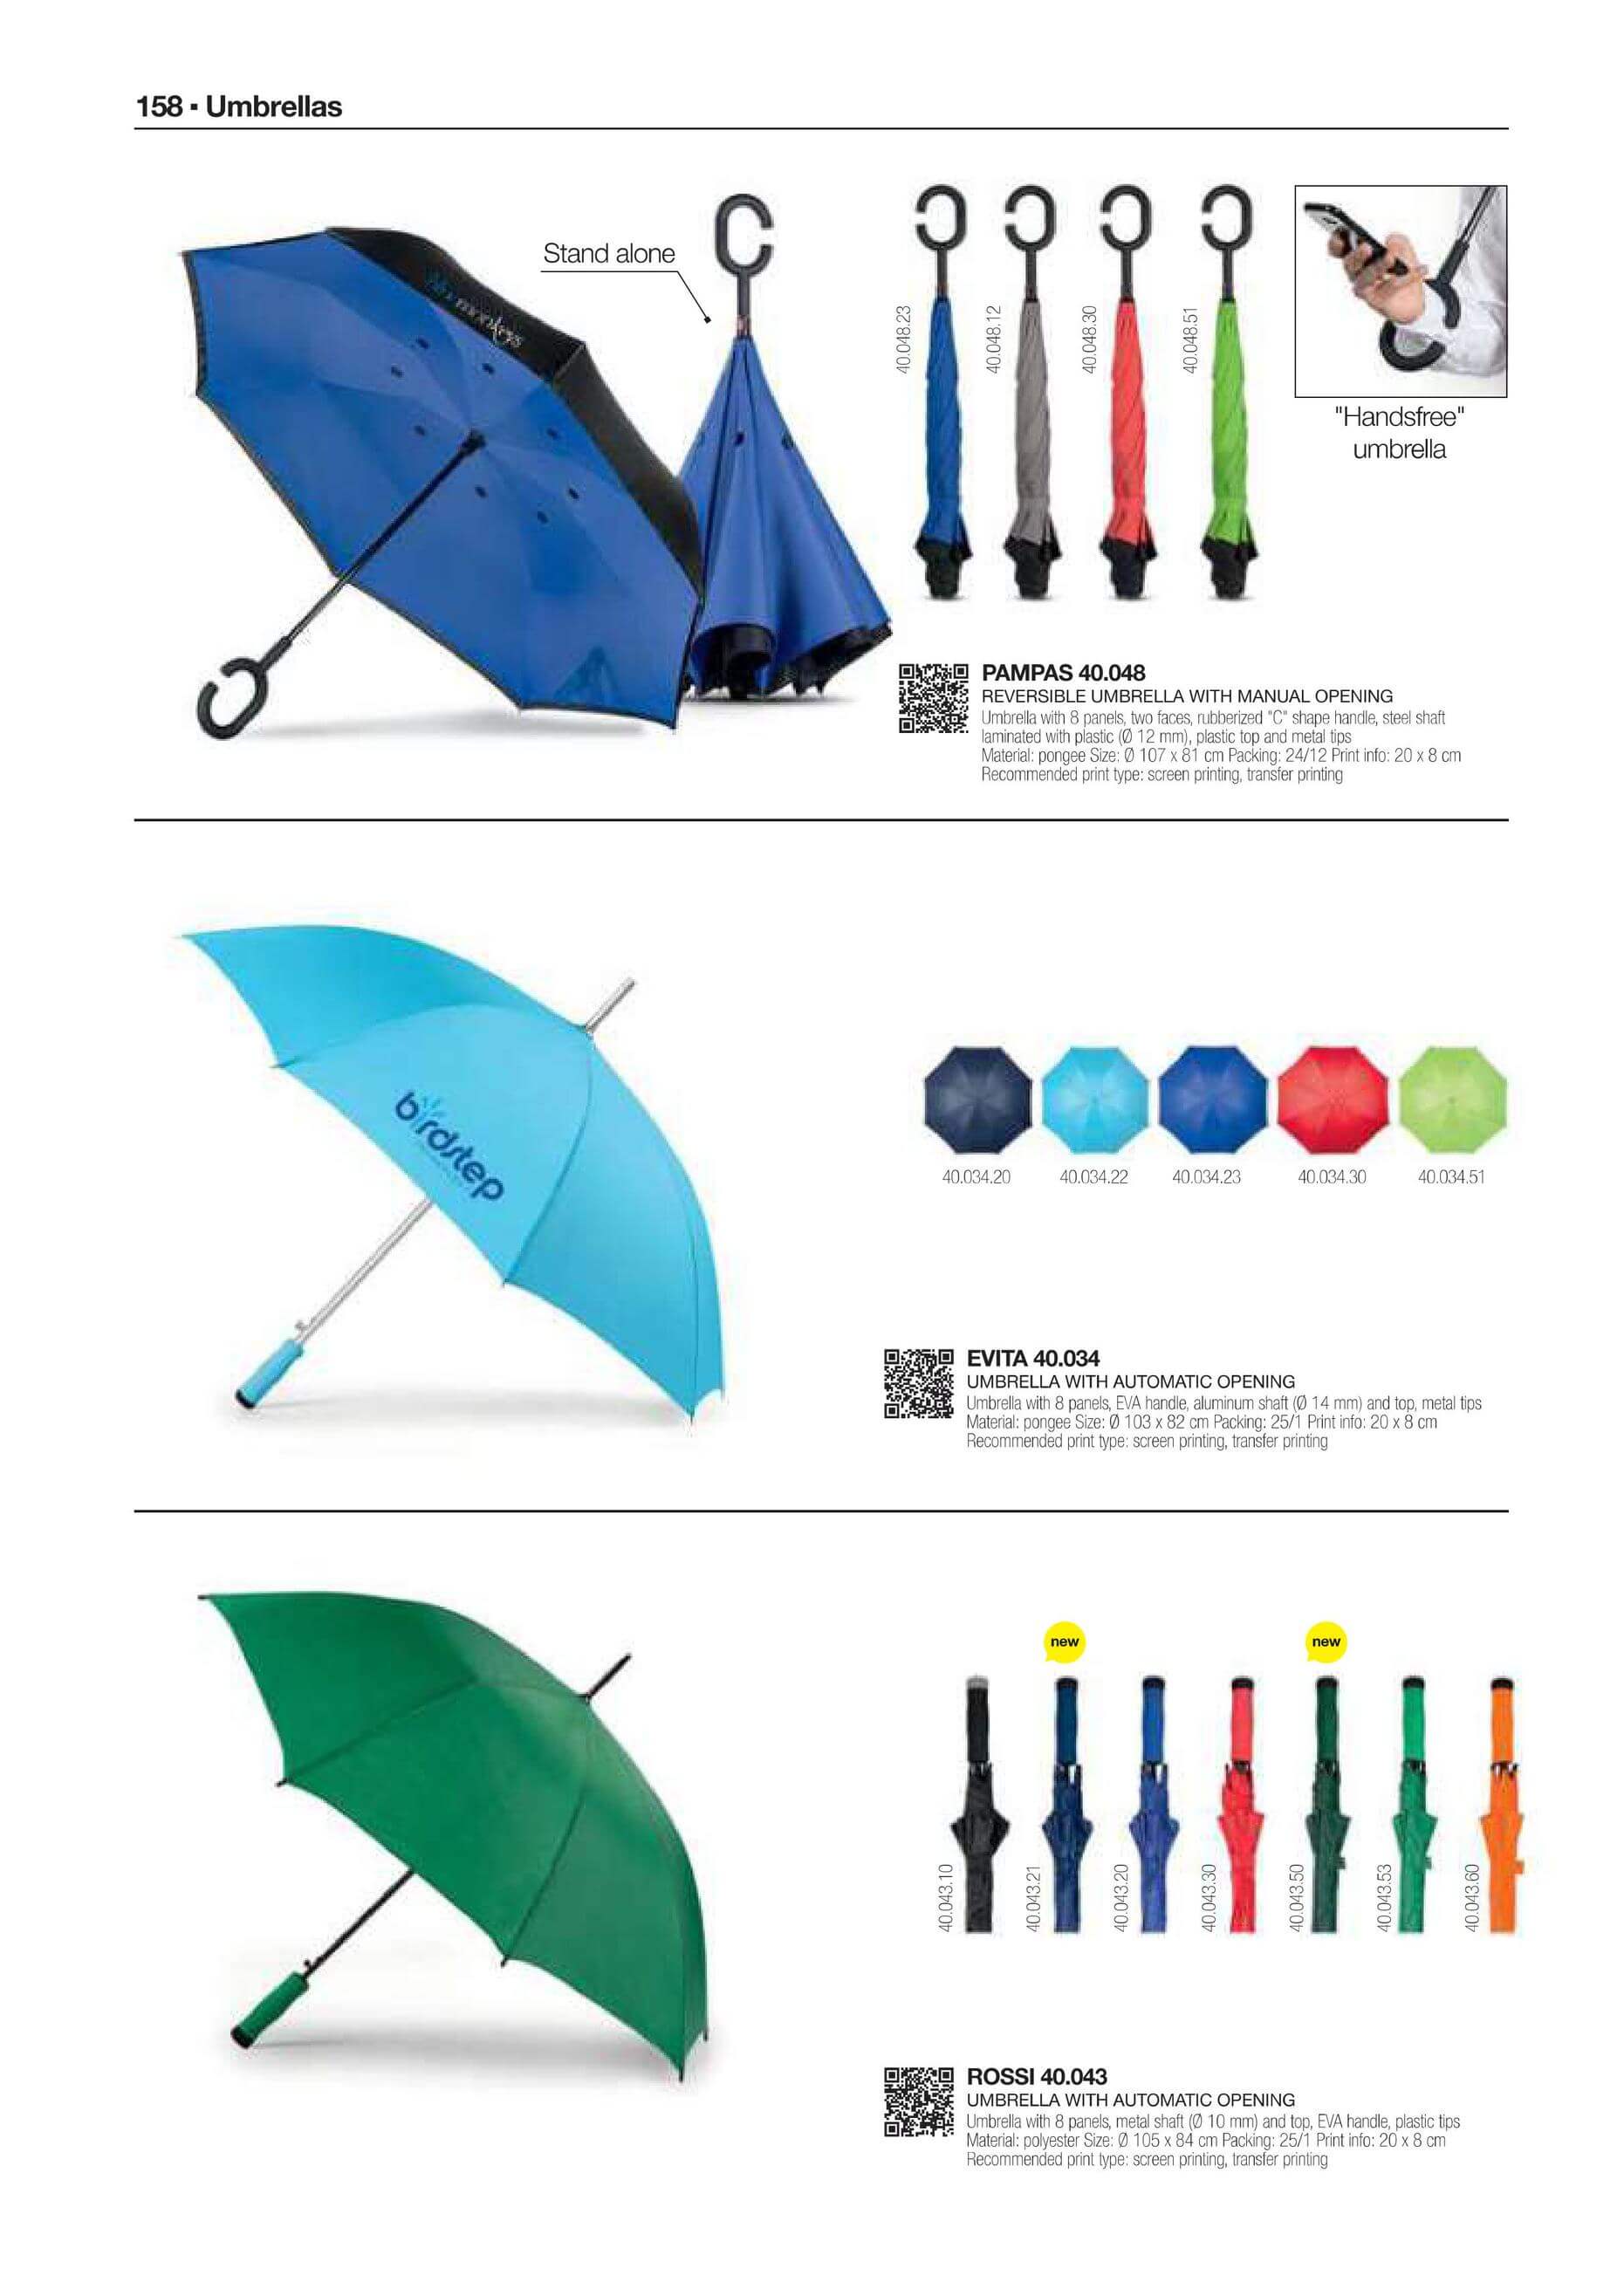 158 ▪ Umbrellas
Stand alone
40.048.23
40.048.12
40.048.30
40.048.51
"Handsfree"
umbrella
PAMPAS 40.048
REVERSIBLE UMBRELLA WITH MANUAL OPENING
Umbrella with 8 panels, two faces, rubberized "C" shape handle, steel shaft
laminated with plastic (Ø 12 mm), plastic top and metal tips
Material: pongee Size: Ø 107 x 81 cm Packing: 24/12 Print info: 20 x 8 cm
Recommended print type: screen printing, transfer printing
birdstep
40.034.20
40.034.22
40.034.23
40.034.30
40.034.51
EVITA 40.034
UMBRELLA WITH AUTOMATIC OPENING
Umbrella with 8 panels, EVA handle, aluminum shaft (Ø 14 mm) and top, metal tips
Material: pongee Size: Ø 103 x 82 cm Packing: 25/1 Print info: 20 x 8 cm
Recommended print type: screen printing, transfer printing
new
new
40.043.10
40.043.21
40.043.20
40.043.30
40.043.50
40.043.53
40.043.60
ROSSI 40.043
UMBRELLA WITH AUTOMATIC OPENING
Umbrella with 8 panels, metal shaft (Ø 10 mm) and top, EVA handle, plastic tips
Material: polyester Size: Ø 105 x 84 cm Packing: 25/1 Print info: 20 x 8 cm
Recommended print type: screen printing, transfer printing